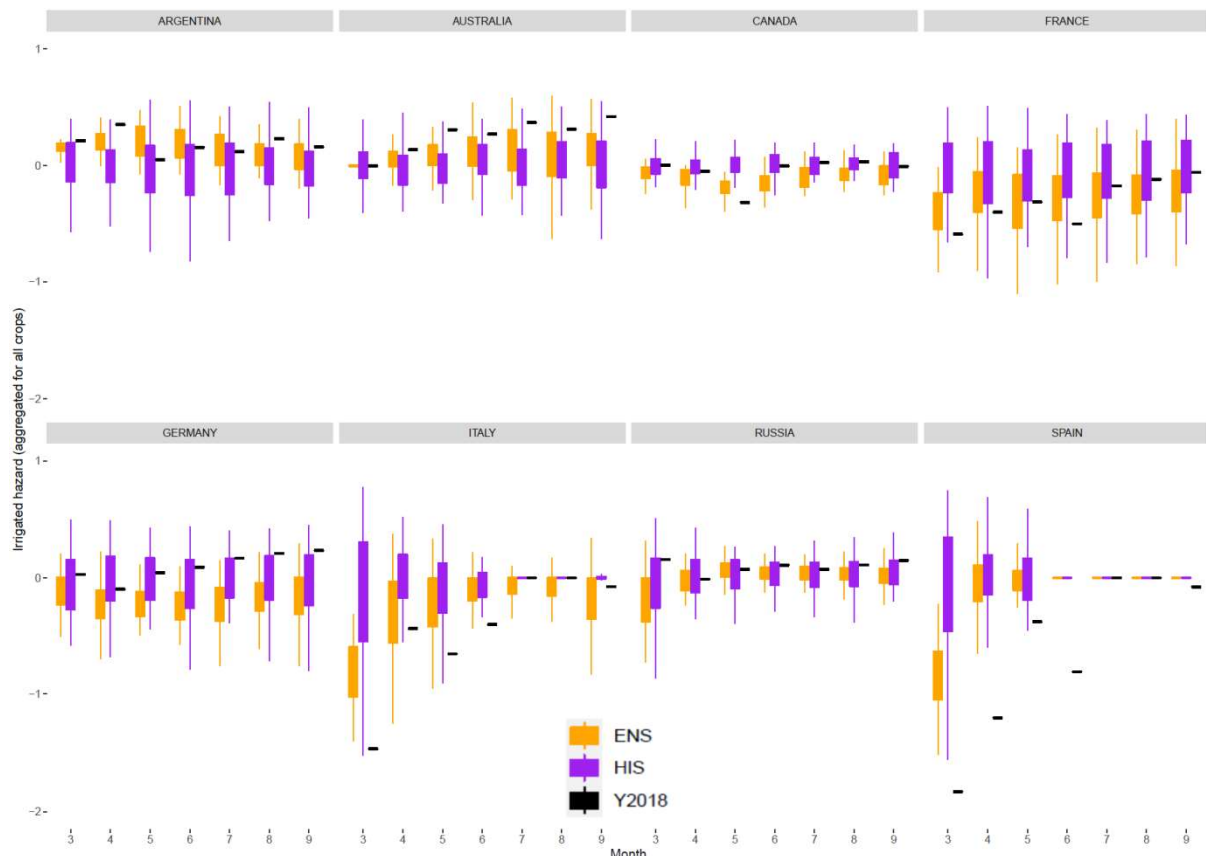 ARGENTINA AUSTRALIA CANADA FRANCE
1-
0-
-1-
-2-
Irrigated hazard (aggregated for all crops)
GERMANY ITALY RUSSIA SPAIN
1-
0-
-1-
-2-
ENS
HIS
Y2018
3 4 5 6 7 8 9 3 4 5 6 7 8 9 3 4 5 6 7 8 9 3 4 5 6 7 8 9
Month